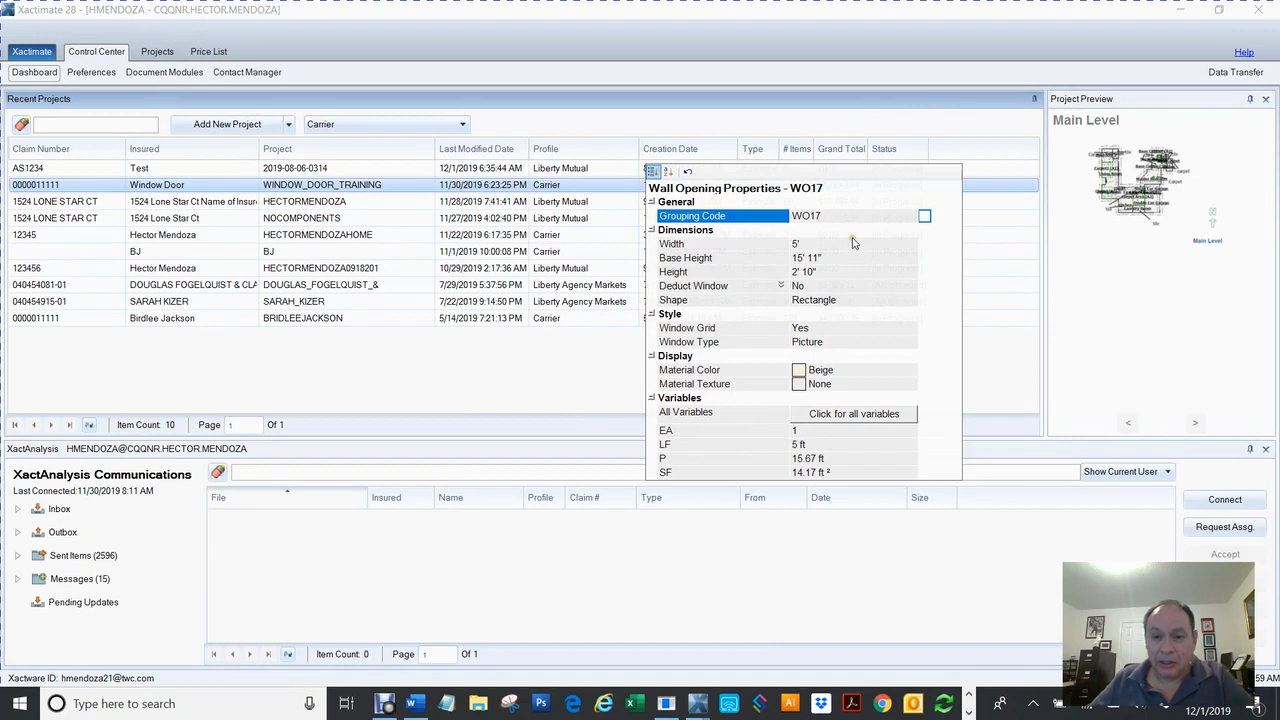 Xactimate 28 - [HMENDOZA - CQQNR.HECTOR.MENDOZA]
Xactimate Control Center Projects Price List Help
Dashboard Preferences Document Modules Contact Manager Data Transfer
Recent Projects
Project Preview
Add New Project Carrier
Main Level
Claim Number Insured Project Last Modified Date Profile Creation Date Type # Items Grand Total Status
AS1234 Test 2019-08-06-0314 12/1/2019 6:35:44 AM Liberty Mutual
0000011111 Window Door WINDOW_DOOR_TRAINING 11/30/2019 6:23:25 PM Carrier
1524 LONE STAR CT 1524 Lone Star Ct Name of Insur HECTORMENDOZA 11/28/2019 7:02:54 PM Liberty Mutual
1524 LONE STAR CT 1524 Lone Star Ct NOCOMPONENTS 11/27/2019 4:02:40 PM Liberty Mutual
12345 Hector Mendoza HECTORMENDOZAHOME 11/22/2019 6:17:35 PM Carrier
BJ BJ 11/1/2019 10:00:08 PM Carrier
123456 Hector Mendoza HECTORMENDOZA0918201 10/29/2019 2:17:36 AM Liberty Mutual
040454081-01 DOUGLAS FOGELQUIST & CLA DOUGLAS_FOGELQUIST_& 7/29/2019 5:37:56 PM Liberty Agency Markets
040454915-01 SARAH KIZER SARAH_KIZER 7/22/2019 9:14:50 PM Liberty Agency Markets
0000011111 Birdlee Jackson BRIDLEEJACKSON 5/14/2019 7:21:13 PM Carrier
Main Level
Wall Opening Properties - WO17
General
Grouping Code WO17
Dimensions
Width 5'
Base Height 15' 11"
Height 2' 10"
Deduct Window No
Shape Rectangle
Style
Window Grid Yes
Window Type Picture
Display
Material Color Beige
Material Texture None
Variables
All Variables Click for all variables
EA 1
LF 5 ft
P 15.67 ft
SF 14.17 ft ²
Item Count: 10 Page 1 Of 1
< >
XactAnalysis HMENDOZA@CQQNR.HECTOR.MENDOZA
XactAnalysis Communications
Show Current User
Last Connected:11/30/2019 8:11 AM
File Insured Name Profile Claim # Type From Date Size
Connect
Inbox
Request Assg.
Outbox
Sent Items (2596)
Accept
Messages (15)
Pending Updates
Item Count: 0 Page 1 Of 1
Xactware ID: hmendoza21@twc.com
Type here to search
12/1/2019